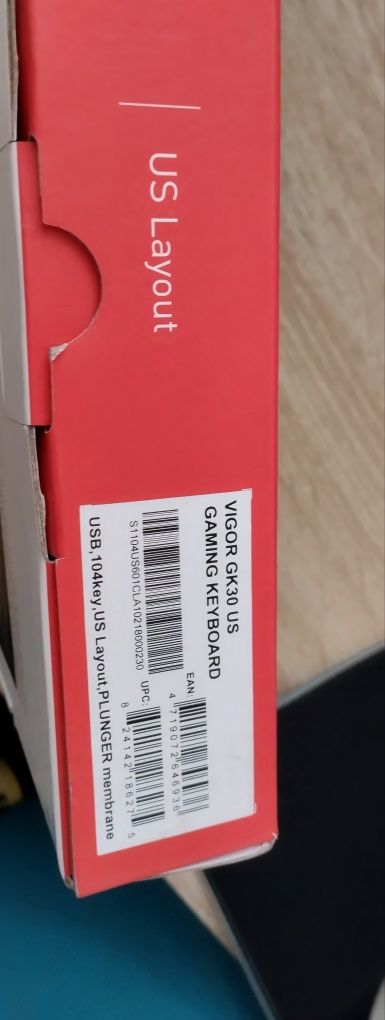 US Layout
VIGOR GK30 US
GAMING KEYBOARD
EAN:
4 719072 646936
S1104US601CLA10218000230
UPC:
8 24142 18627 5
USB,104key,US Layout,PLUNGER membrane